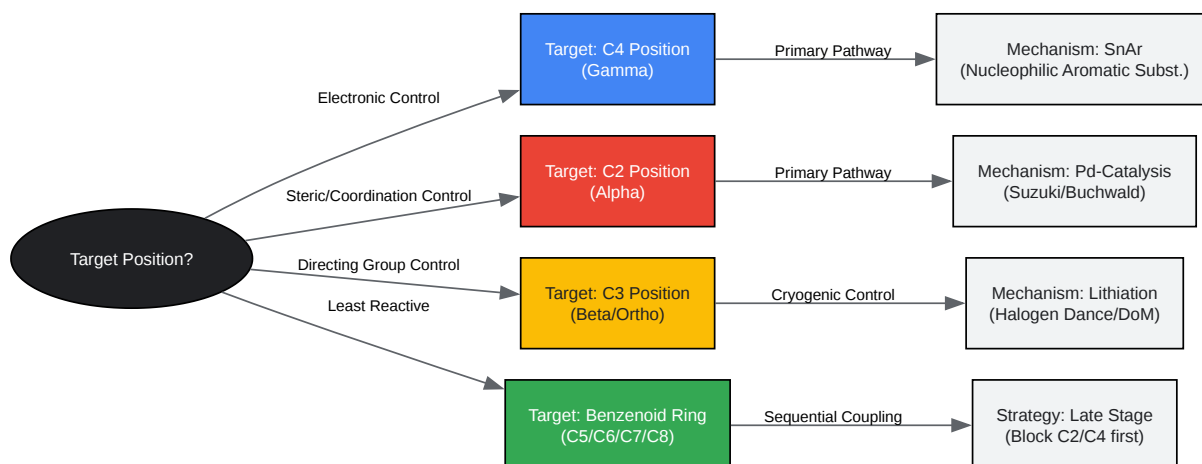 Target Position?
Electronic Control
Target: C4 Position
(Gamma)
Primary Pathway
Mechanism: SnAr
(Nucleophilic Aromatic Subst.)
Steric/Coordination Control
Target: C2 Position
(Alpha)
Primary Pathway
Mechanism: Pd-Catalysis
(Suzuki/Buchwald)
Directing Group Control
Target: C3 Position
(Beta/Ortho)
Cryogenic Control
Mechanism: Lithiation
(Halogen Dance/DoM)
Least Reactive
Target: Benzenoid Ring
(C5/C6/C7/C8)
Sequential Coupling
Strategy: Late Stage
(Block C2/C4 first)